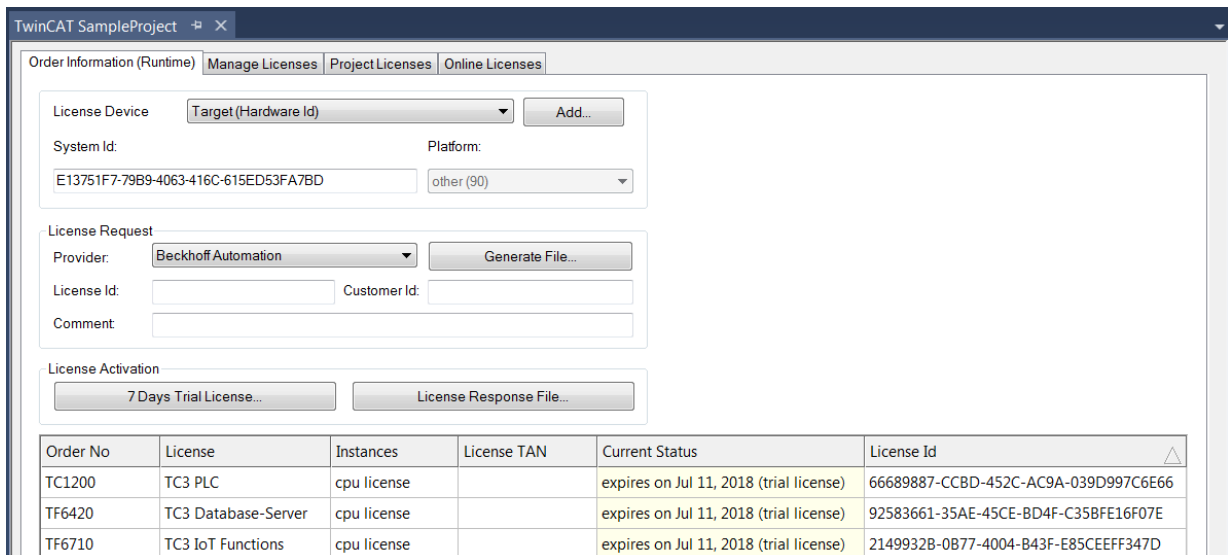 TwinCAT SampleProject
Order Information (Runtime) Manage Licenses Project Licenses Online Licenses
License Device Target (Hardware Id) Add...
System Id: Platform:
E13751F7-79B9-4063-416C-615ED53FA7BD other (90)
License Request
Provider: Beckhoff Automation Generate File...
License Id: Customer Id:
Comment:
License Activation
7 Days Trial License... License Response File...
Order No License Instances License TAN Current Status License Id
TC1200 TC3 PLC cpu license expires on Jul 11, 2018 (trial license) 66689887-CCBD-452C-AC9A-039D997C6E66
TF6420 TC3 Database-Server cpu license expires on Jul 11, 2018 (trial license) 92583661-35AE-45CE-BD4F-C35BFE16F07E
TF6710 TC3 IoT Functions cpu license expires on Jul 11, 2018 (trial license) 2149932B-0B77-4004-B43F-E85CEEFF347D